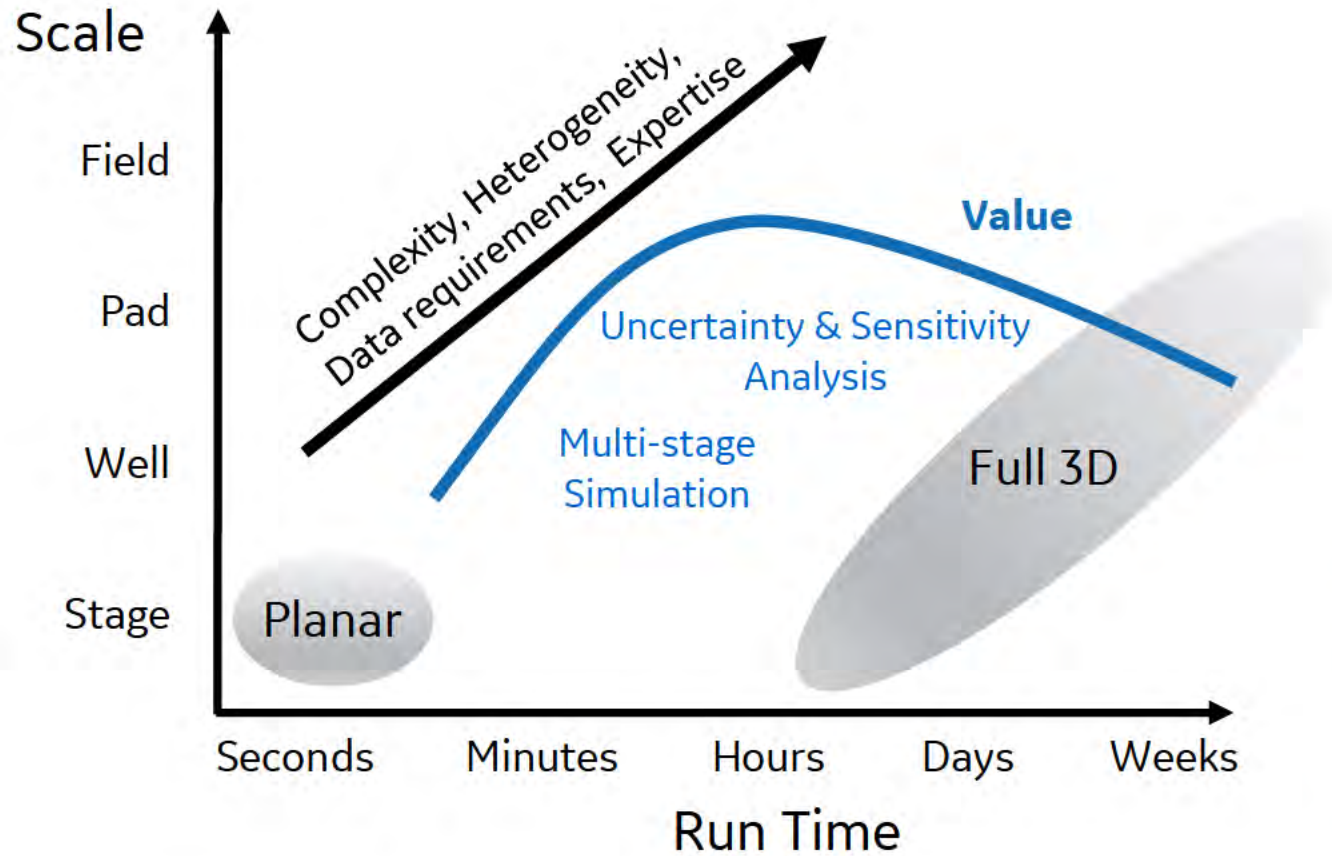 Scale
Complexity, Heterogeneity,
Data requirements, Expertise
Field
Value
Pad
Uncertainty & Sensitivity
Analysis
Multi-stage
Simulation
Well
Full 3D
Stage
Planar
Seconds Minutes Hours Days Weeks
Run Time